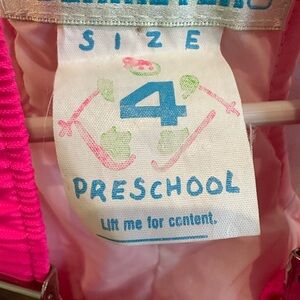 SIZE
4
PRESCHOOL
Lift me for content.